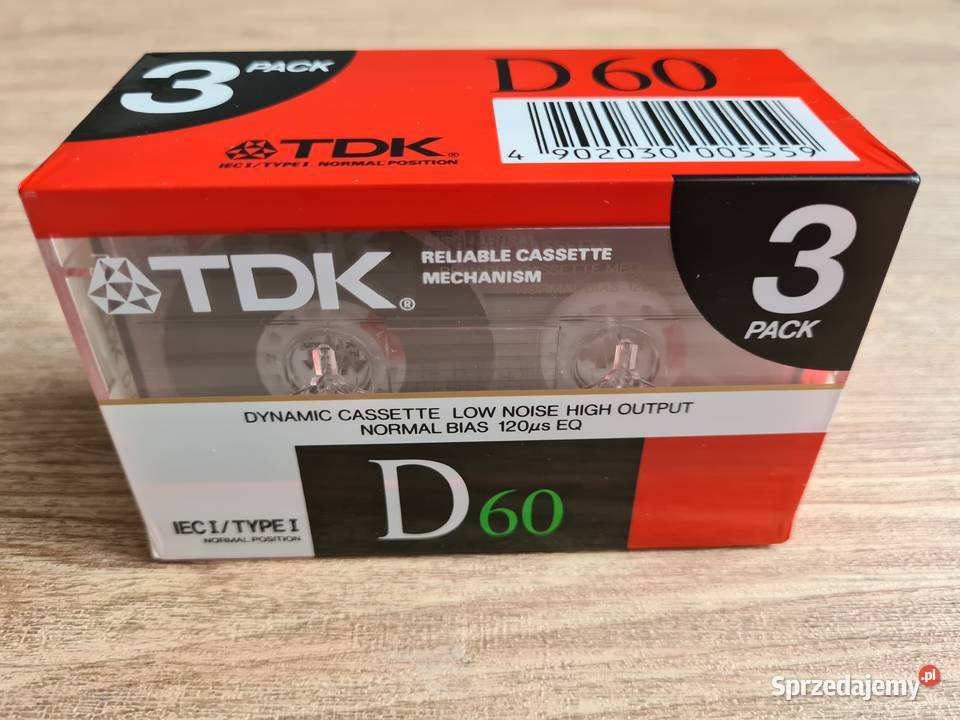 3 PACK
D 60
TDK®
IEC I / TYPE I NORMAL POSITION
4 902030 005559
TDK®
RELIABLE CASSETTE
MECHANISM
3
PACK
DYNAMIC CASSETTE LOW NOISE HIGH OUTPUT
NORMAL BIAS 120µs EQ
D 60
IEC I / TYPE I
NORMAL POSITION
Sprzedajemy.pl